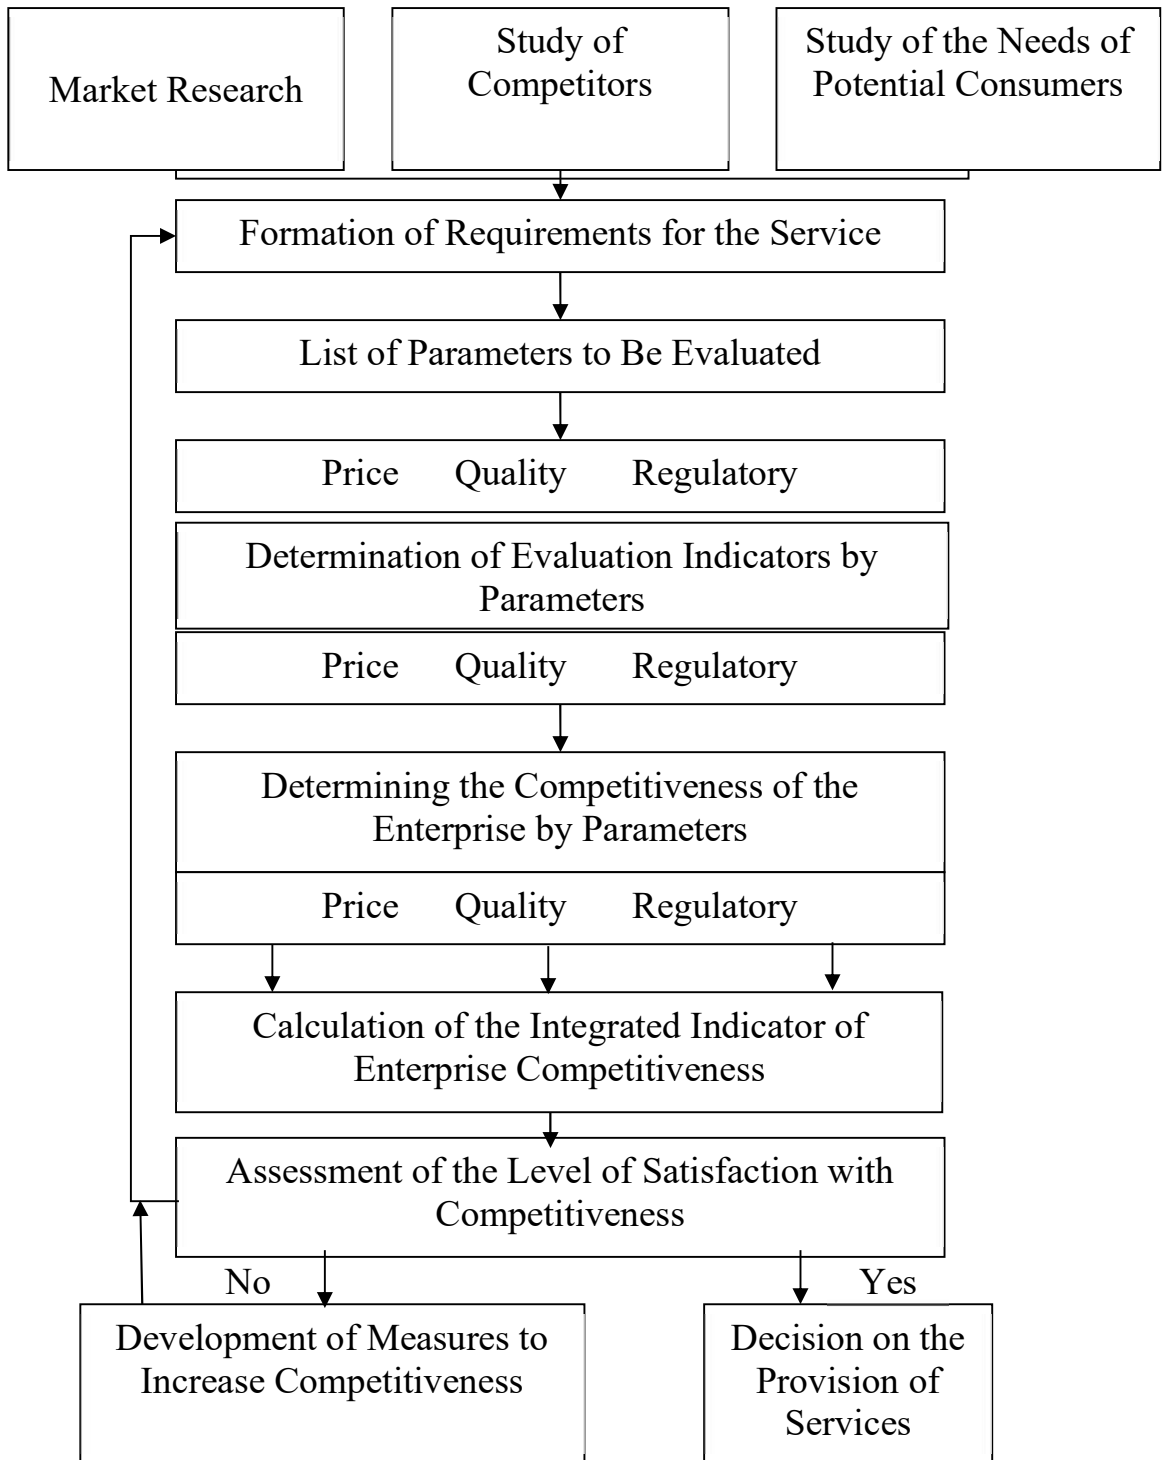 Market Research
Study of
Competitors
Study of the Needs of
Potential Consumers
Formation of Requirements for the Service
List of Parameters to Be Evaluated
Price Quality Regulatory
Determination of Evaluation Indicators by
Parameters
Price Quality Regulatory
Determining the Competitiveness of the
Enterprise by Parameters
Price Quality Regulatory
Calculation of the Integrated Indicator of
Enterprise Competitiveness
Assessment of the Level of Satisfaction with
Competitiveness
No
Yes
Development of Measures to
Increase Competitiveness
Decision on the
Provision of
Services